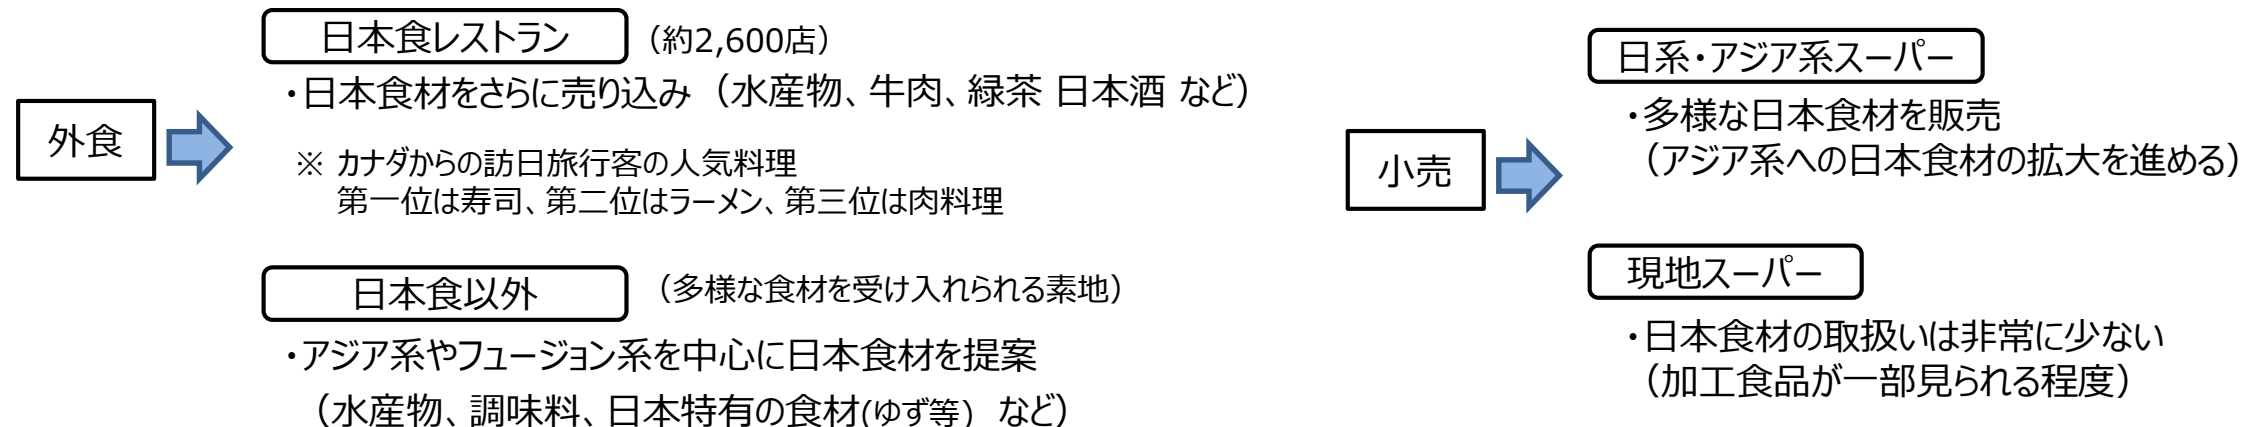 外食
日本食レストラン （約2,600店）
・日本食材をさらに売り込み（水産物、牛肉、緑茶 日本酒 など）
※ カナダからの訪日旅行客の人気料理
第一位は寿司、第二位はラーメン、第三位は肉料理
日本食以外 （多様な食材を受け入れられる素地）
・アジア系やフュージョン系を中心に日本食材を提案
（水産物、調味料、日本特有の食材(ゆず等) など）
小売
日系・アジア系スーパー
・多様な日本食材を販売
（アジア系への日本食材の拡大を進める）
現地スーパー
・日本食材の取扱いは非常に少ない
（加工食品が一部見られる程度）